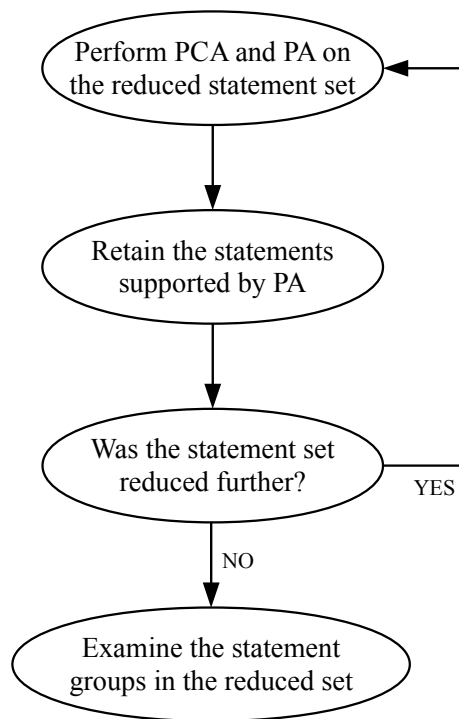 Perform PCA and PA on
the reduced statement set
Retain the statements
supported by PA
Was the statement set
reduced further?
YES
NO
Examine the statement
groups in the reduced set